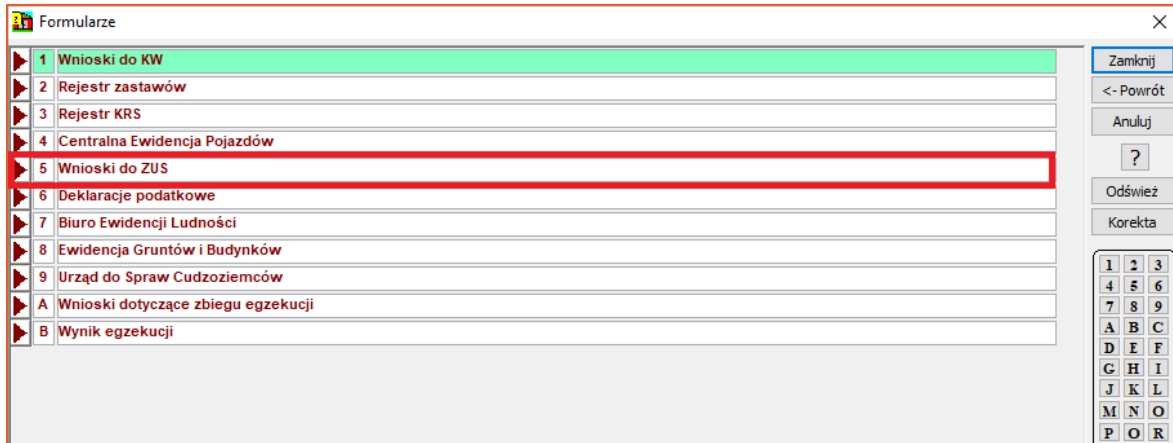 Formularze
1 Wnioski do KW
2 Rejestr zastawów
3 Rejestr KRS
4 Centralna Ewidencja Pojazdów
5 Wnioski do ZUS
6 Deklaracje podatkowe
7 Biuro Ewidencji Ludności
8 Ewidencja Gruntów i Budynków
9 Urząd do Spraw Cudzoziemców
A Wnioski dotyczące zbiegu egzekucji
B Wynik egzekucji
Zamknij
<- Powrót
Anuluj
?
Odśwież
Korekta
1 2 3
4 5 6
7 8 9
A B C
D E F
G H I
J K L
M N O
P O R